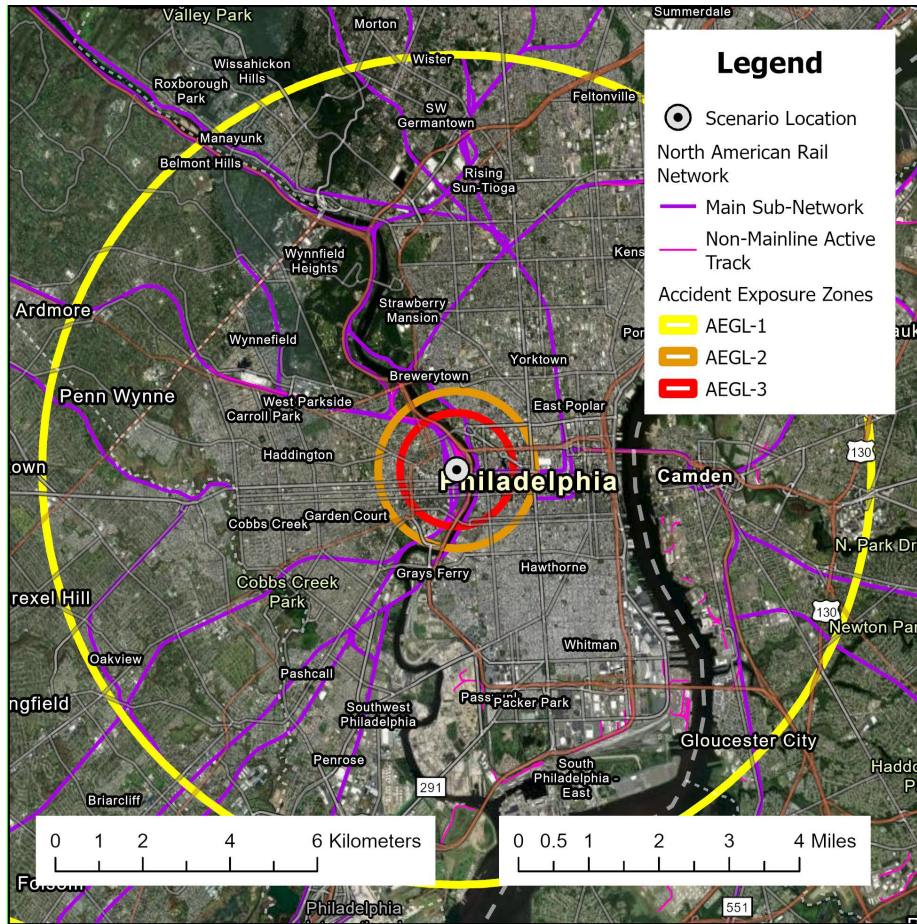 Valley Park
Morton
Summerdale
Wissahickon
Hills
Wister
Roxborough
Park
SW
Germantown
Feltonville
Manayunk
Belmont Hills
Rising
Sun-Tioga
Wynnfield
Heights
Kens
Ardmore
Strawberry
Mansion
Wynnefield
Yorktown
Brewerytown
Penn Wynne
West Parkside
Carroll Park
East Poplar
Haddington
130
own
Philadelphia
Camden
Garden Court
Cobbs Creek
N. Park Dr
Grays Ferry
Hawthorne
Cobbs Creek
Park
rexel Hill
130
Newton Par
Whitman
Oakview
Pashcall
ngfield
Packer Park
Southwest
Philadelphia
Gloucester City
Penrose
South
Philadelphia -
East
Haddo
291
Briarcliff
Philadelphia
551
Legend
Scenario Location
North American Rail
Network
Main Sub-Network
Non-Mainline Active
Track
Accident Exposure Zones
AEGL-1
AEGL-2
AEGL-3
0 1 2 4 6 Kilometers
0 0.5 1 2 3 4 Miles